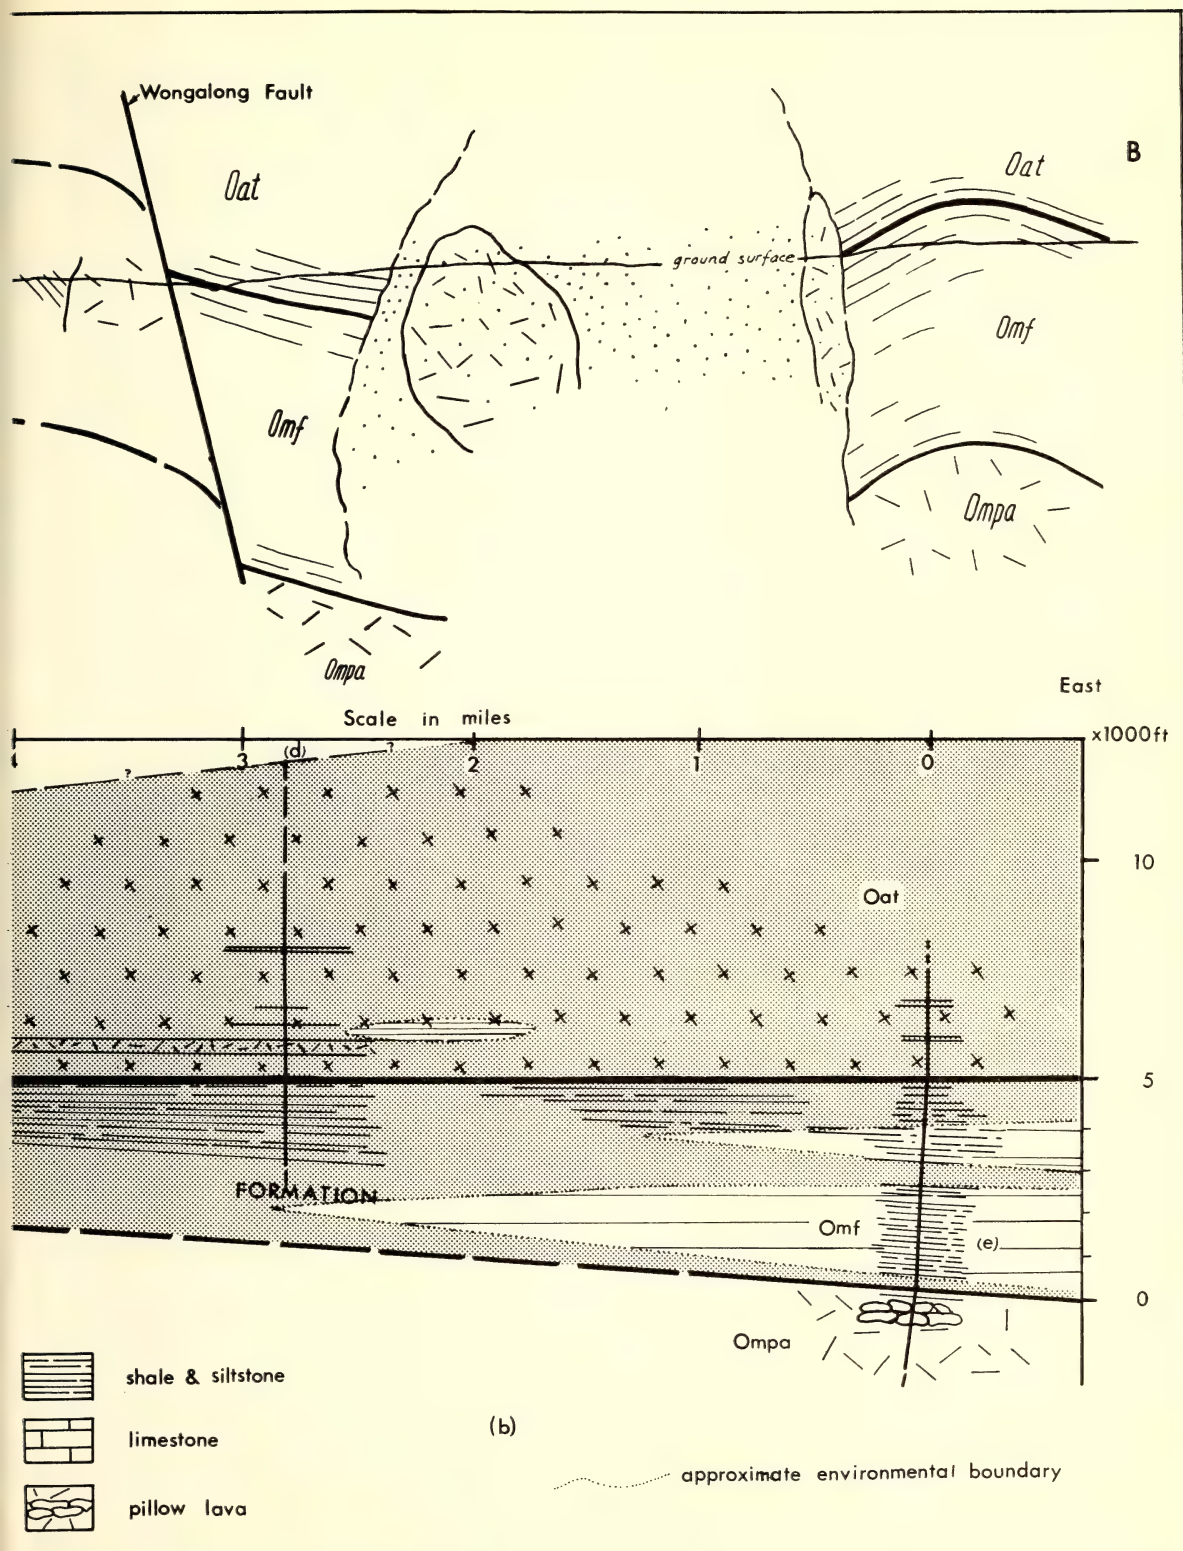 Wongalong Fault
B
Oat
Oat
ground surface
Omf
Omf
Ompa
Ompa
East
Scale in miles
x1000ft
3
(d)
?
2
1
0
?
10
Oat
5
FORMATION
Omf
(e)
0
Ompa
shale & siltstone
(b)
limestone
approximate environmental boundary
pillow lava